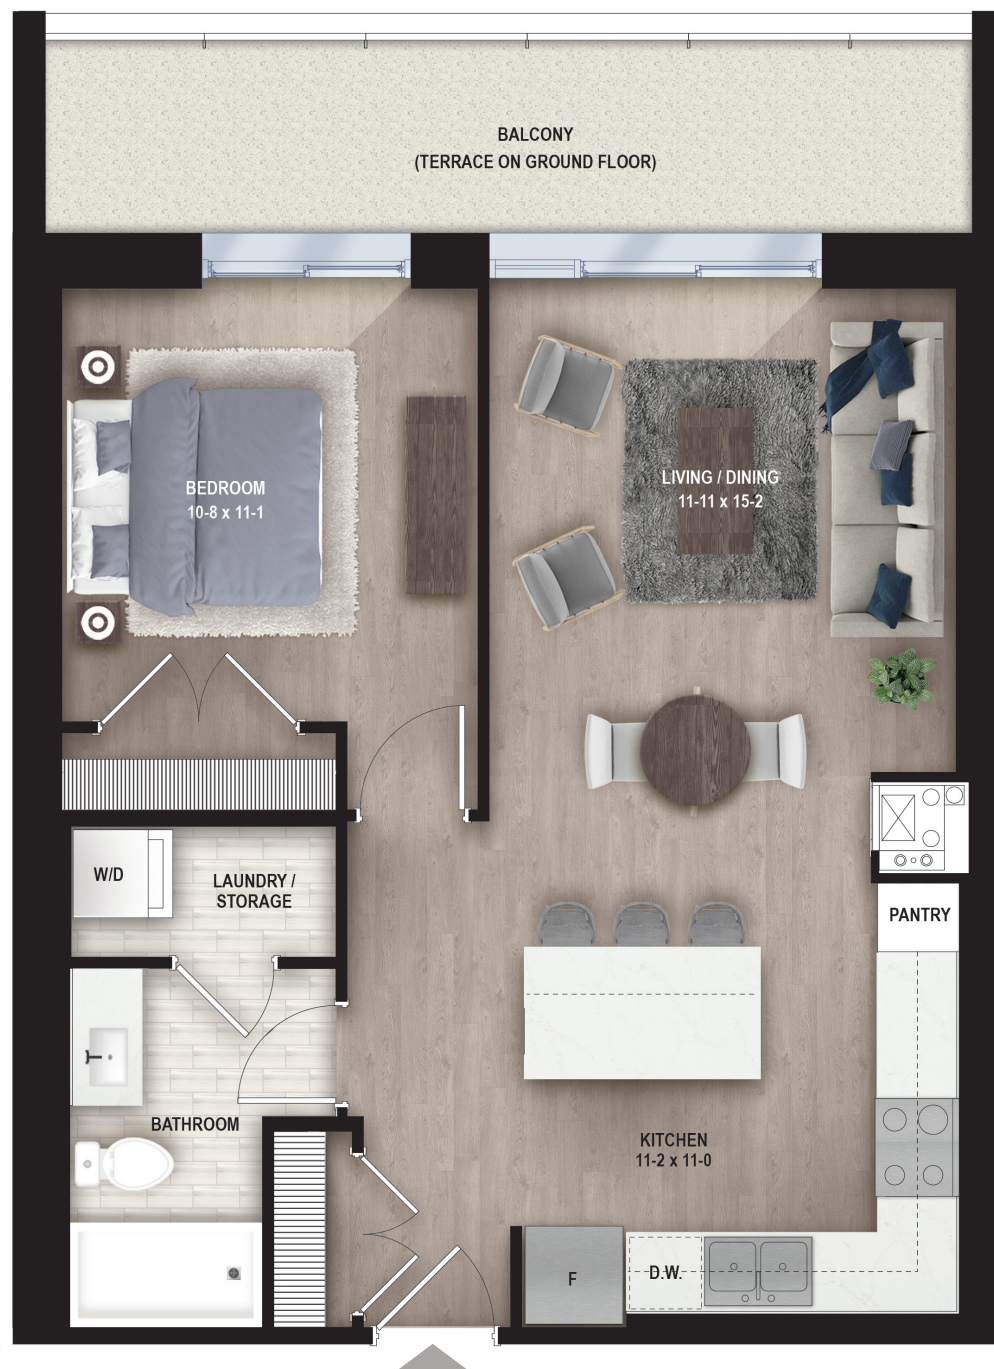 BALCONY
(TERRACE ON GROUND FLOOR)
BEDROOM
10-8 x 11-1
LIVING / DINING
11-11 x 15-2
W/D
LAUNDRY /
STORAGE
PANTRY
BATHROOM
KITCHEN
11-2 x 11-0
F
D.W.